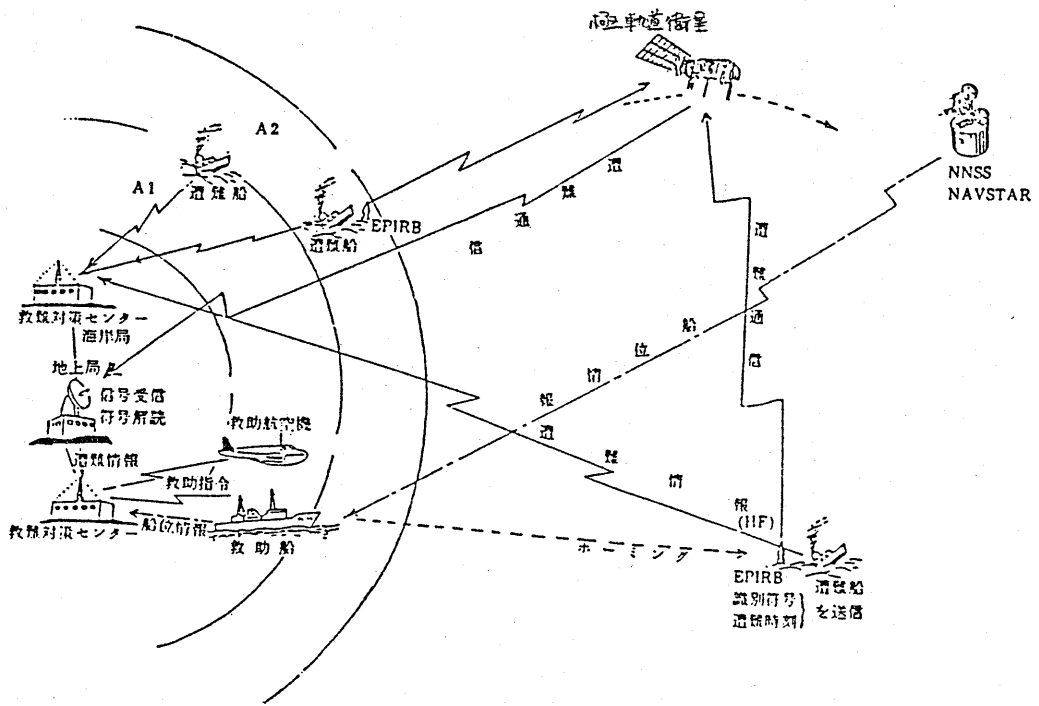 極軌道衛星
A2
A1
遭難船
NNSS
NAVSTAR
EPIRB
遭難船
遭難通信
遭難通信
救難対策センター
海岸局
船位情報
地上局
信号受信
符号解読
遭難情報
救助航空機
遭難情報
(HF)
救助指令
船位情報
救難対策センター
救助船
ホーミング
EPIRB
識別符号
遭難時刻
を送信
遭難船